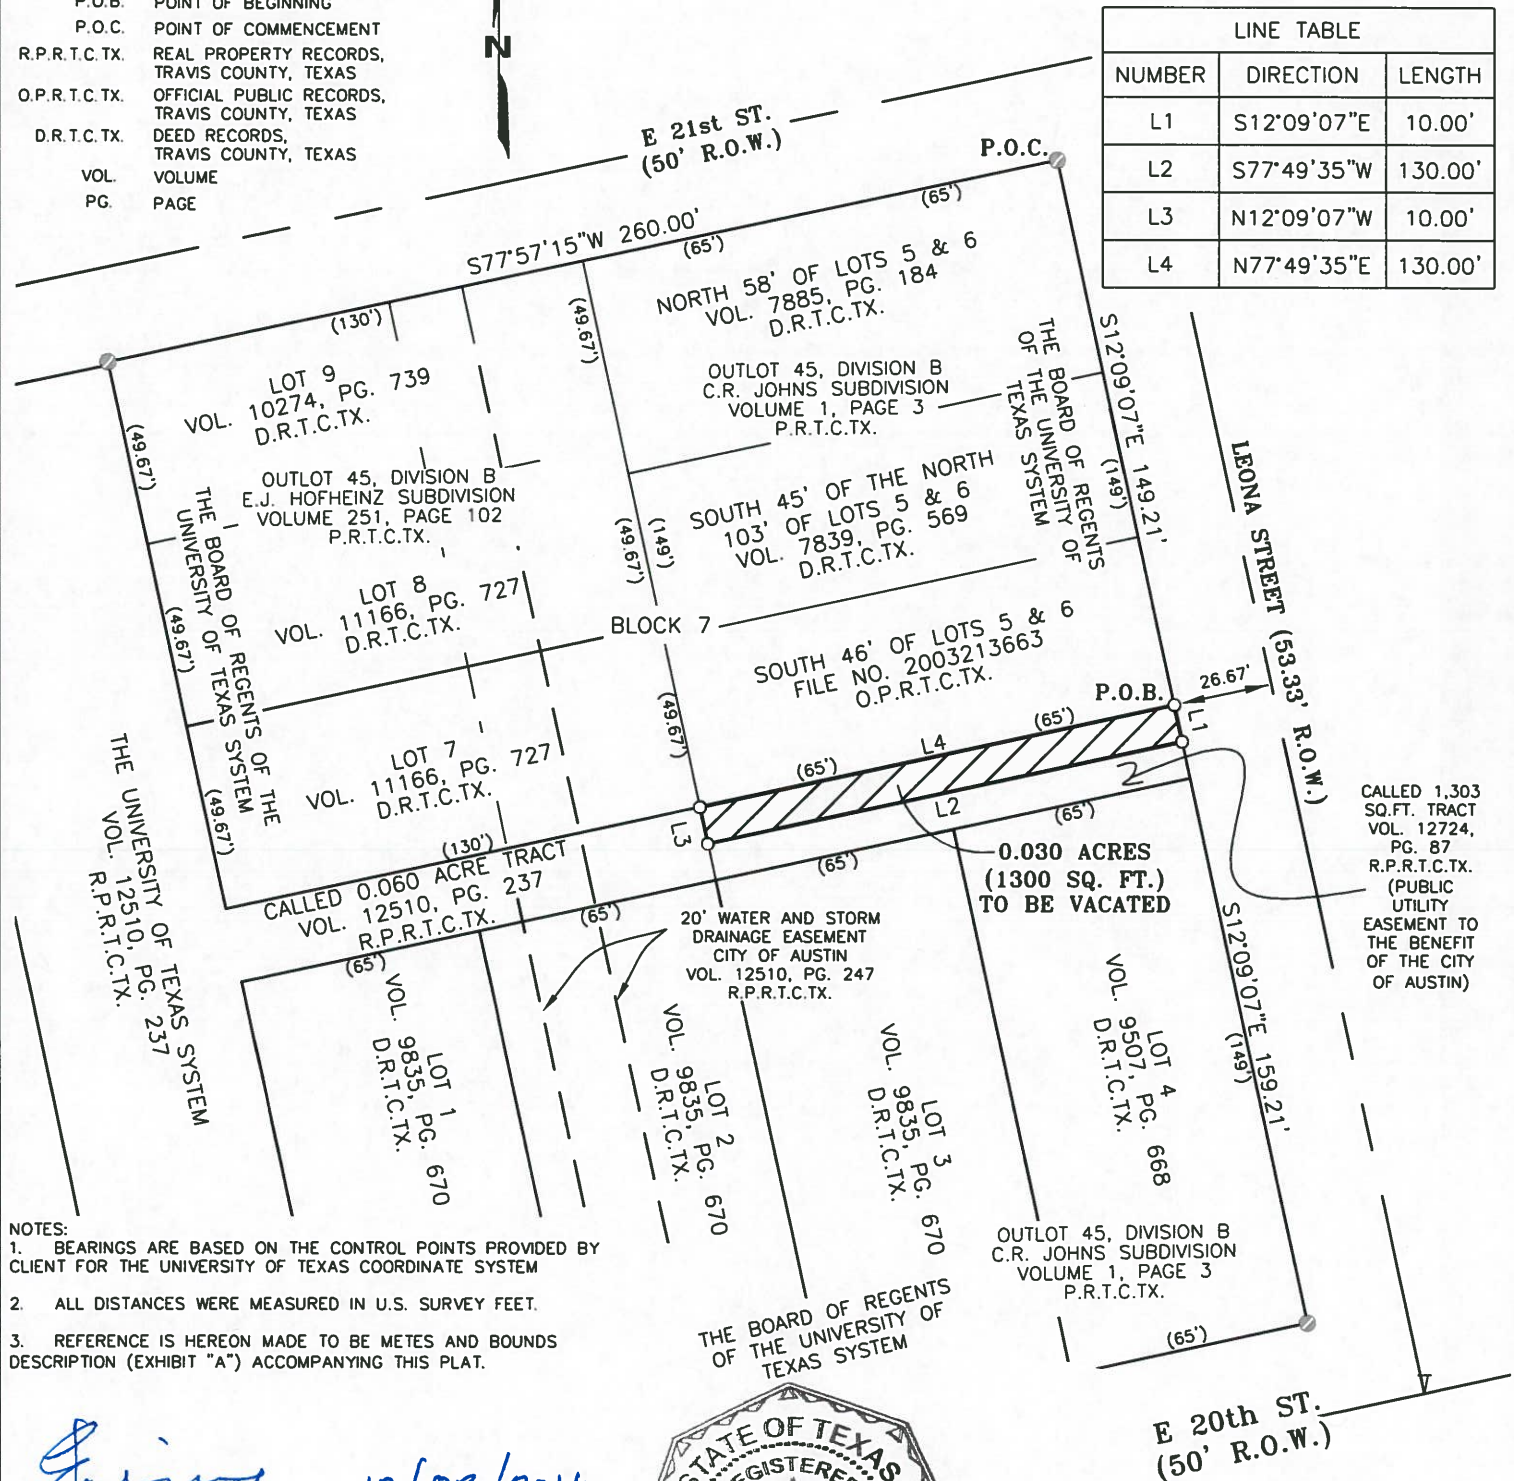 P.O.B. POINT OF BEGINNING
P.O.C. POINT OF COMMENCEMENT
R.P.R.T.C.TX. REAL PROPERTY RECORDS,
TRAVIS COUNTY, TEXAS
O.P.R.T.C.TX. OFFICIAL PUBLIC RECORDS,
TRAVIS COUNTY, TEXAS
D.R.T.C.TX. DEED RECORDS,
TRAVIS COUNTY, TEXAS
VOL. VOLUME
PG. PAGE
N
LINE TABLE
NUMBER DIRECTION LENGTH
L1 S12°09'07"E 10.00'
L2 S77°49'35"W 130.00'
L3 N12°09'07"W 10.00'
L4 N77°49'35"E 130.00'
E 21st ST.
(50' R.O.W.)
P.O.C.
S77°57'15"W 260.00'
(65')
(65')
(130')
NORTH 58' OF LOTS 5 & 6
VOL. 7885, PG. 184
D.R.T.C.TX.
(49.67')
OUTLOT 45, DIVISION B
C.R. JOHNS SUBDIVISION
VOLUME 1, PAGE 3
P.R.T.C.TX.
THE BOARD OF REGENTS
OF THE UNIVERSITY OF
TEXAS SYSTEM
S12°09'07"E 149.21'
(149')
LOT 9
VOL. 10274, PG. 739
D.R.T.C.TX.
(49.67')
OUTLOT 45, DIVISION B
E.J. HOFHEINZ SUBDIVISION
VOLUME 251, PAGE 102
P.R.T.C.TX.
THE BOARD OF REGENTS OF THE
UNIVERSITY OF TEXAS SYSTEM
SOUTH 45' OF THE NORTH
103' OF LOTS 5 & 6
VOL. 7839, PG. 569
D.R.T.C.TX.
(49.67')
(149')
LEONA STREET (53.33' R.O.W.)
LOT 8
VOL. 11166, PG. 727
D.R.T.C.TX.
(49.67')
BLOCK 7
SOUTH 46' OF LOTS 5 & 6
FILE NO. 2003213663
O.P.R.T.C.TX.
P.O.B.
26.67'
L1
(49.67')
(65')
L4
(65')
LOT 7
VOL. 11166, PG. 727
D.R.T.C.TX.
(49.67')
(130')
L3
L2
(65')
(65')
THE UNIVERSITY OF TEXAS SYSTEM
VOL. 12510, PG. 237
R.P.R.T.C.TX.
CALLED 0.060 ACRE TRACT
VOL. 12510, PG. 237
R.P.R.T.C.TX.
(65')
(65')
0.030 ACRES
(1300 SQ. FT.)
TO BE VACATED
CALLED 1,303
SQ.FT. TRACT
VOL. 12724,
PG. 87
R.P.R.T.C.TX.
(PUBLIC
UTILITY
EASEMENT TO
THE BENEFIT
OF THE CITY
OF AUSTIN)
20' WATER AND STORM
DRAINAGE EASEMENT
CITY OF AUSTIN
VOL. 12510, PG. 247
R.P.R.T.C.TX.
S12°09'07"E 159.21'
(149')
LOT 1
VOL. 9835, PG. 670
D.R.T.C.TX.
LOT 2
VOL. 9835, PG. 670
D.R.T.C.TX.
LOT 3
VOL. 9835, PG. 670
D.R.T.C.TX.
LOT 4
VOL. 9507, PG. 668
D.R.T.C.TX.
OUTLOT 45, DIVISION B
C.R. JOHNS SUBDIVISION
VOLUME 1, PAGE 3
P.R.T.C.TX.
THE BOARD OF REGENTS
OF THE UNIVERSITY OF
TEXAS SYSTEM
(65')
E 20th ST.
(50' R.O.W.)
NOTES:
1. BEARINGS ARE BASED ON THE CONTROL POINTS PROVIDED BY
CLIENT FOR THE UNIVERSITY OF TEXAS COORDINATE SYSTEM
2. ALL DISTANCES WERE MEASURED IN U.S. SURVEY FEET.
3. REFERENCE IS HEREON MADE TO BE METES AND BOUNDS
DESCRIPTION (EXHIBIT "A") ACCOMPANYING THIS PLAT.
STATE OF TEXAS
REGISTERED